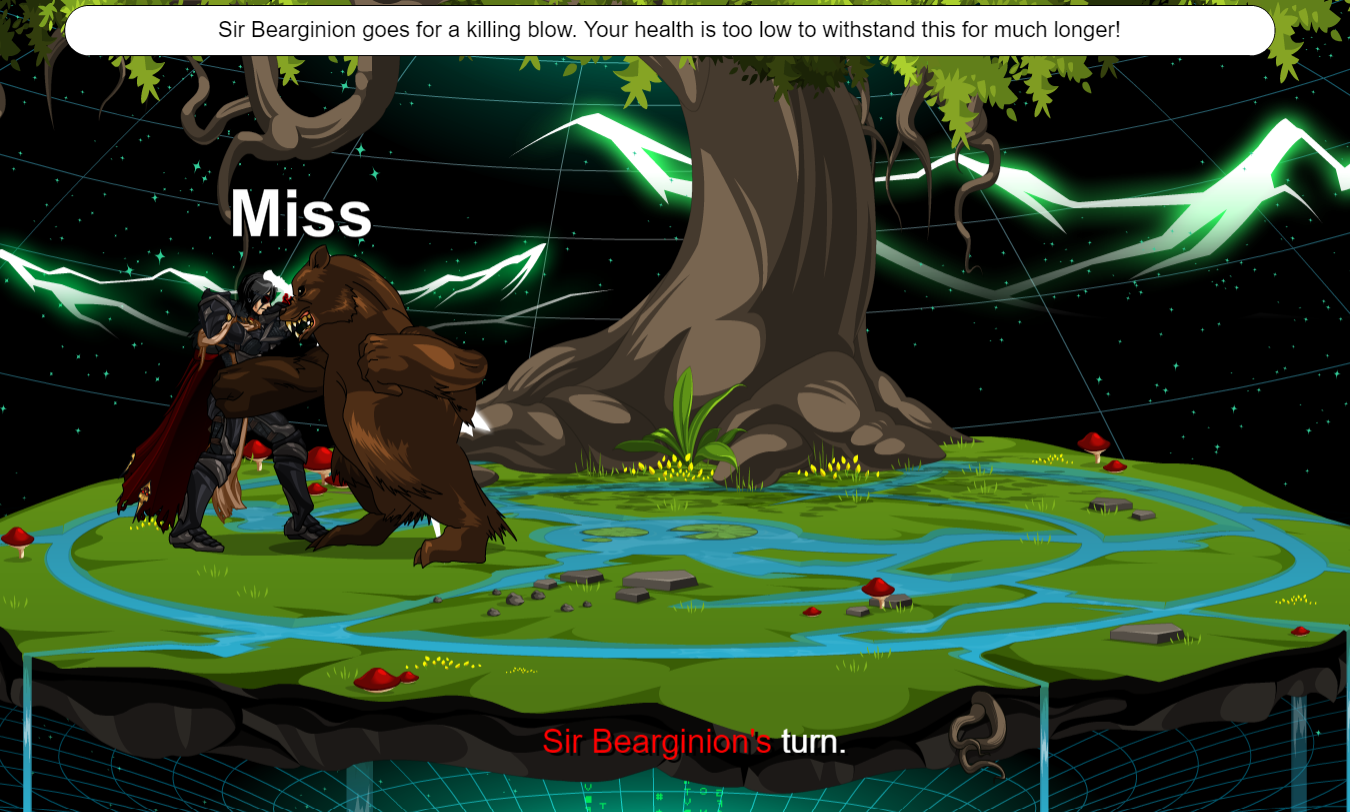 Sir Bearginion goes for a killing blow. Your health is too low to withstand this for much longer!
Miss
Sir Bearginion's turn.